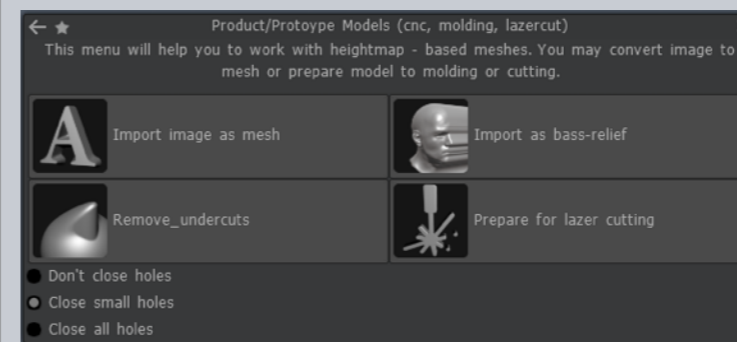 Product/Protoype Models (cnc, molding, lazercut)
This menu will help you to work with heightmap - based meshes. You may convert image to
mesh or prepare model to molding or cutting.
Import image as mesh
Import as bass-relief
Remove_undercuts
Prepare for lazer cutting
Don't close holes
Close small holes
Close all holes